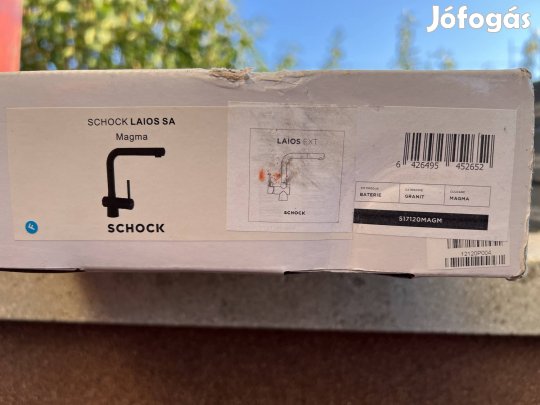 Jófogás
SCHOCK LAIOS SA
Magma
SCHOCK
F
LAIOS EXT
SCHOCK
6 426495 452652
BATERIE
GRANIT
MAGMA
517120MAGM
12120P004